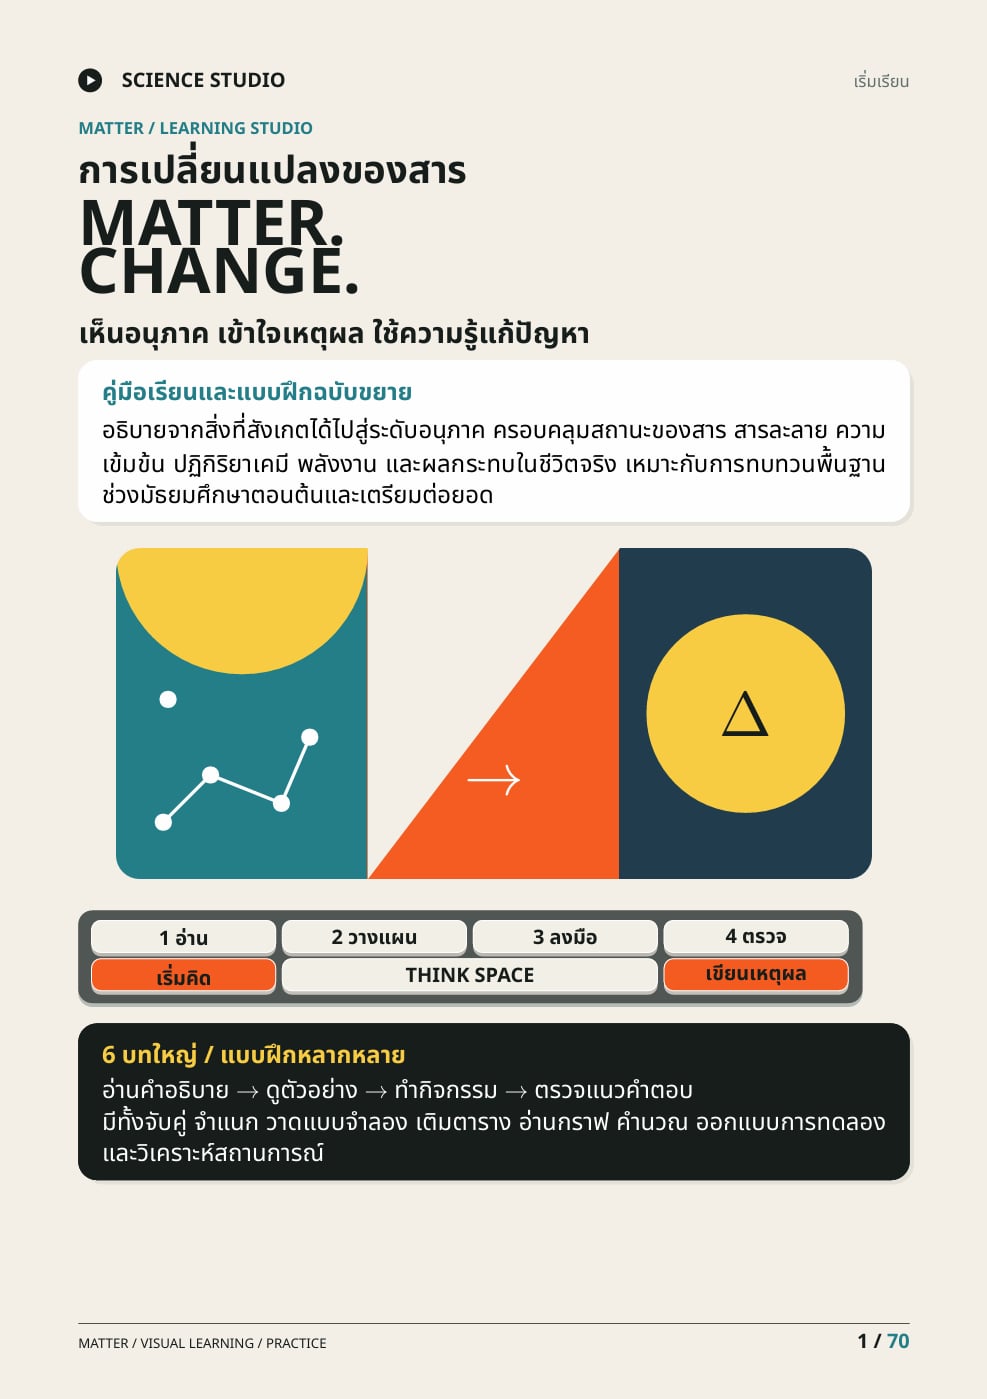 SCIENCE STUDIO
เริ่มเรียน
MATTER / LEARNING STUDIO
การเปลี่ยนแปลงของสาร
MATTER.
CHANGE.
เห็นอนุภาค เข้าใจเหตุผล ใช้ความรู้แก้ปัญหา
คู่มือเรียนและแบบฝึกฉบับขยาย
อธิบายจากสิ่งที่สังเกตได้ไปสู่ระดับอนุภาค ครอบคลุมสถานะของสาร สารละลาย ความ
เข้มข้น ปฏิกิริยาเคมี พลังงาน และผลกระทบในชีวิตจริง เหมาะกับการทบทวนพื้นฐาน
ช่วงมัธยมศึกษาตอนต้นและเตรียมต่อยอด
→
Δ
1 อ่าน
2 วางแผน
3 ลงมือ
4 ตรวจ
เริ่มคิด
THINK SPACE
เขียนเหตุผล
6 บทใหญ่ / แบบฝึกหลากหลาย
อ่านคำอธิบาย → ดูตัวอย่าง → ทำกิจกรรม → ตรวจแนวคำตอบ
มีทั้งจับคู่ จำแนก วาดแบบจำลอง เติมตาราง อ่านกราฟ คำนวณ ออกแบบการทดลอง
และวิเคราะห์สถานการณ์
MATTER / VISUAL LEARNING / PRACTICE
1 / 70